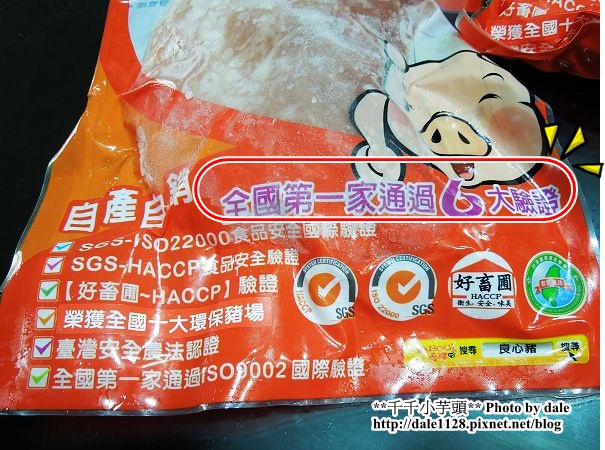 全國第一家通過6大驗證
自產自銷
SGS-ISO22000食品安全國際驗證
SGS-HACCP食品安全驗證
【好畜圃~HACCP】驗證
榮獲全國十大環保豬場
臺灣安全農法認證
全國第一家通過ISO9002國際驗證
HACCP
SGS
ISO 22000
SGS
好畜圃
HACCP
衛生·安全·味美
搜尋 良心豬 搜尋
**千千小芋頭** Photo by dale
http://dale1128.pixnet.net/blog